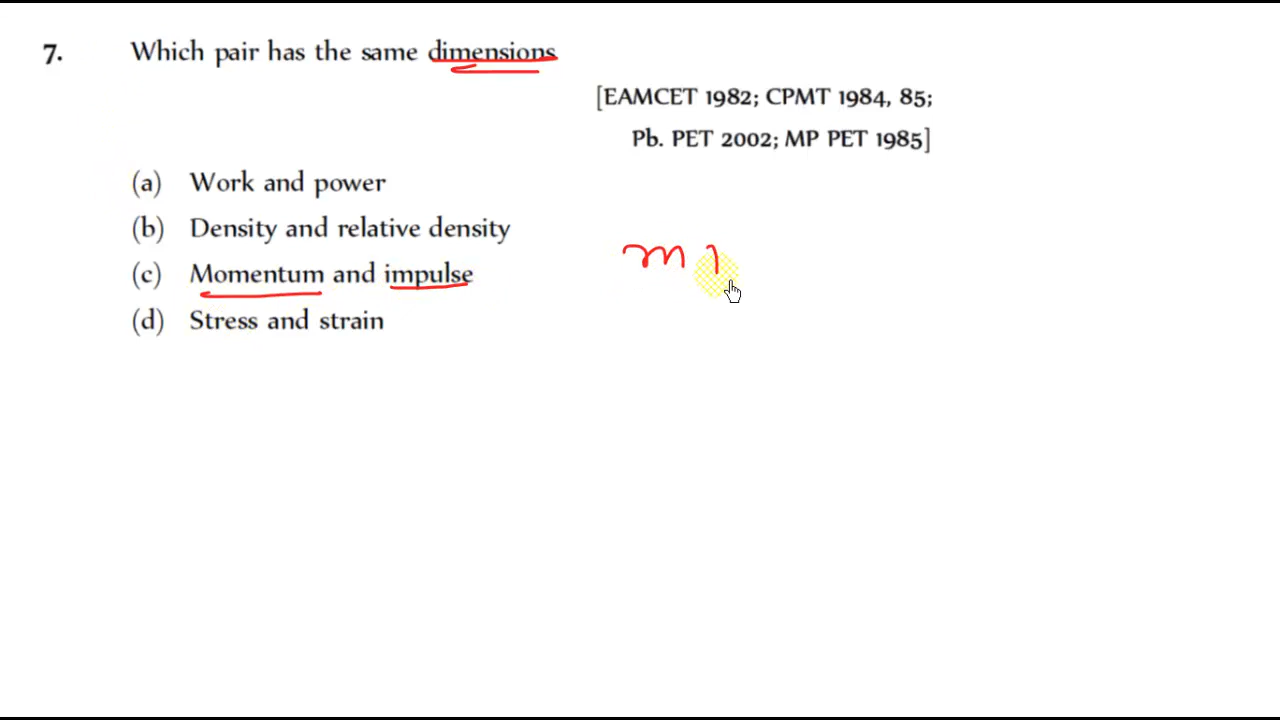 7. Which pair has the same dimensions
[EAMCET 1982; CPMT 1984, 85;
Pb. PET 2002; MP PET 1985]
(a) Work and power
(b) Density and relative density
(c) Momentum and impulse
m
(d) Stress and strain